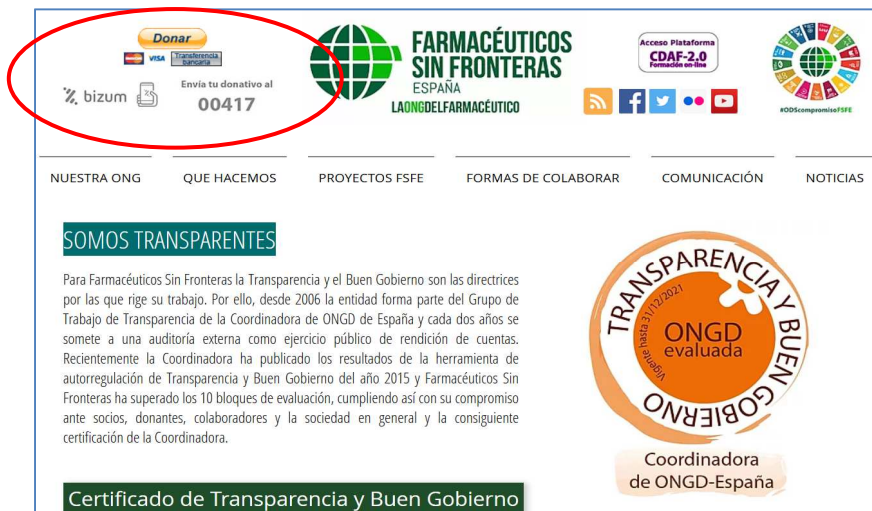 Donar
VISA
Transferencia
bancaria
bizum
Envía tu donativo al
00417
FARMACÉUTICOS
SIN FRONTERAS
ESPAÑA
LAONGDELFARMACÉUTICO
Acceso Plataforma
CDAF-2.0
Formación on-line
#ODScompromisoFSFE
NUESTRA ONG QUE HACEMOS PROYECTOS FSFE FORMAS DE COLABORAR COMUNICACIÓN NOTICIAS
SOMOS TRANSPARENTES
Para Farmacéuticos Sin Fronteras la Transparencia y el Buen Gobierno son las directrices
por las que rige su trabajo. Por ello, desde 2006 la entidad forma parte del Grupo de
Trabajo de Transparencia de la Coordinadora de ONGD de España y cada dos años se
somete a una auditoría externa como ejercicio público de rendición de cuentas.
Recientemente la Coordinadora ha publicado los resultados de la herramienta de
autorregulación de Transparencia y Buen Gobierno del año 2015 y Farmacéuticos Sin
Fronteras ha superado los 10 bloques de evaluación, cumpliendo así con su compromiso
ante socios, donantes, colaboradores y la sociedad en general y la consiguiente
certificación de la Coordinadora.
TRANSPARENCIA Y BUEN GOBIERNO
Vigente hasta 31/12/2021
ONGD
evaluada
Coordinadora
de ONGD-España
Certificado de Transparencia y Buen Gobierno